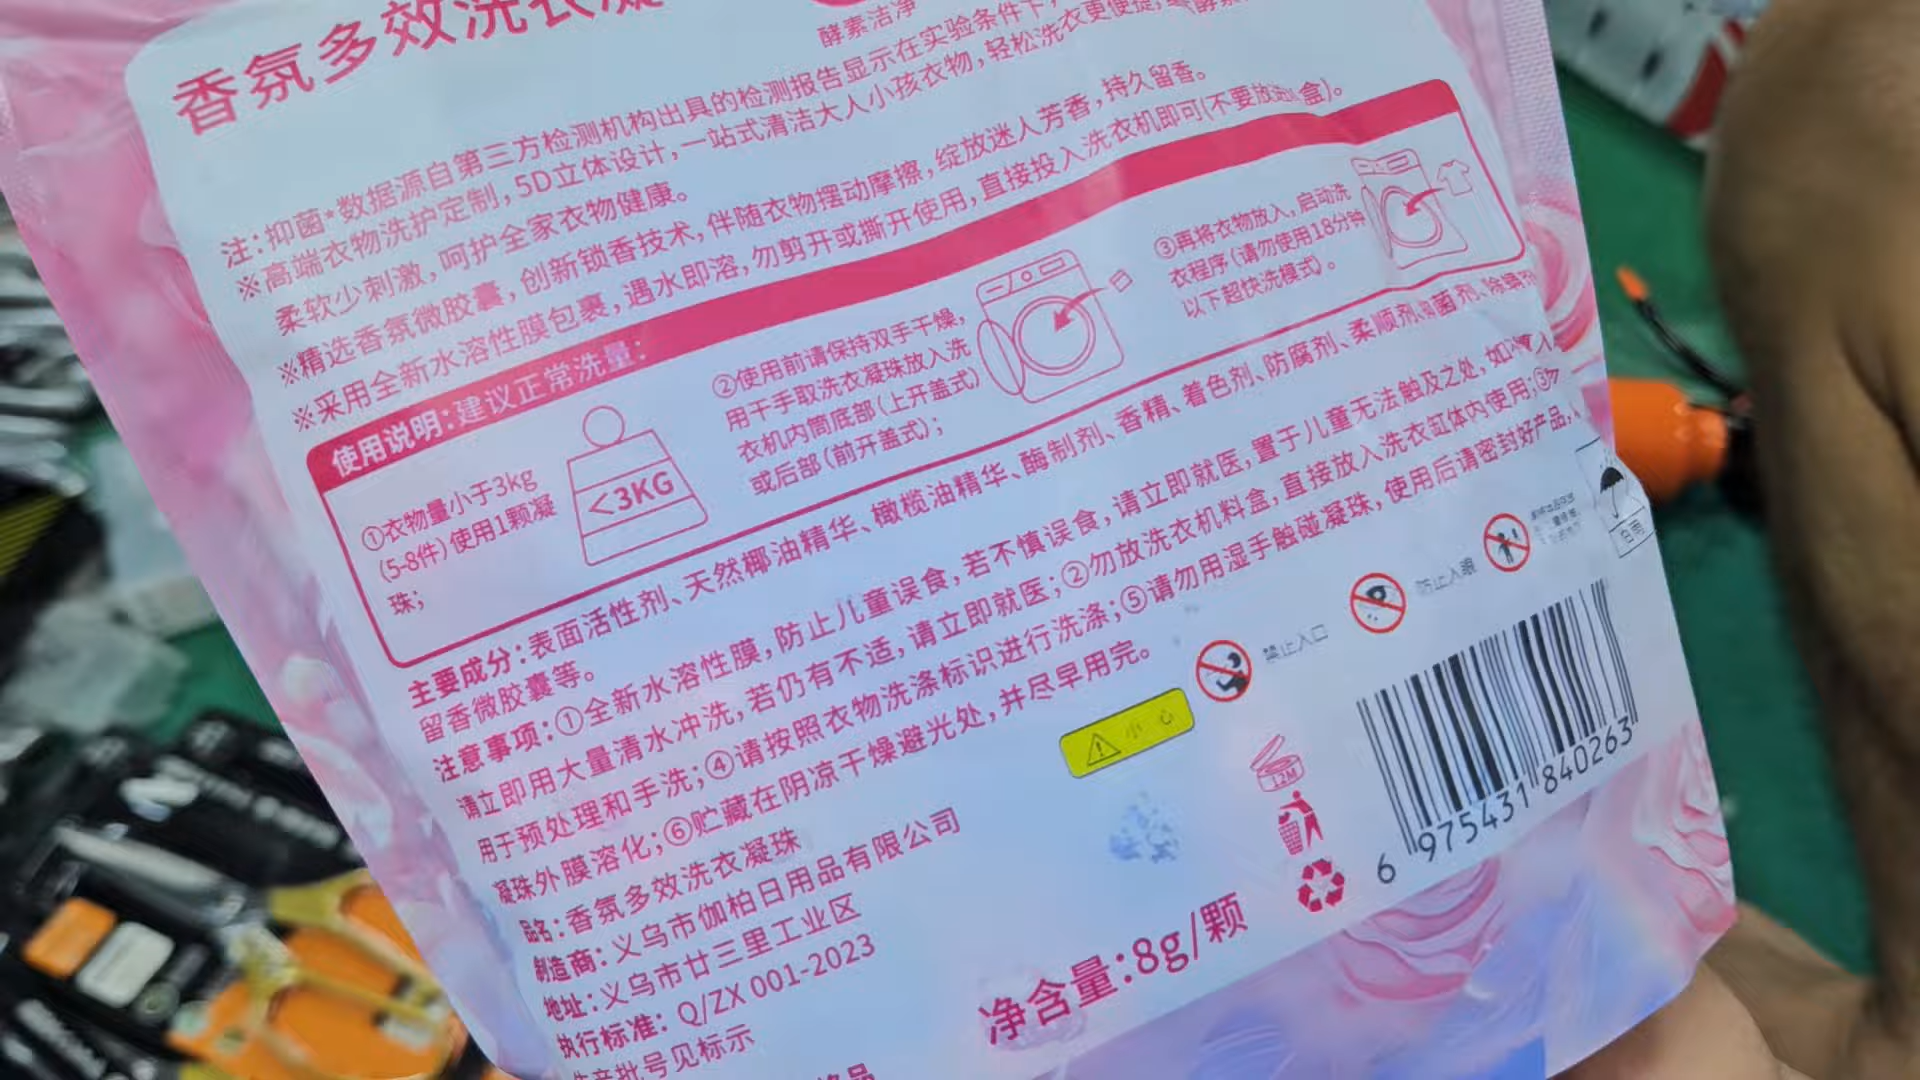 香氛多效洗衣凝
酵素洁净
注:抑菌*数据源自第三方检测机构出具的检测报告显示在实验条件下,
※高端衣物洗护定制,5D立体设计,一站式清洁大人小孩衣物,轻松洗衣更便捷,
柔软少刺激,呵护全家衣物健康。
※精选香氛微胶囊,创新锁香技术,伴随衣物摆动摩擦,绽放迷人芳香,持久留香。
※采用全新水溶性膜包裹,遇水即溶,勿剪开或撕开使用,直接投入洗衣机即可(不要放 盒)。
使用说明:建议正常洗量:
①衣物量小于3kg
(5-8件)使用1颗凝
珠;
<3KG
②使用前请保持双手干燥,
用干手取洗衣凝珠放入洗
衣机内筒底部(上开盖式)
或后部(前开盖式);
③再将衣物放入,启动洗
衣程序(请勿使用18分钟
以下超快洗模式)。
主要成分:表面活性剂、天然椰油精华、橄榄油精华、酶制剂、香精、着色剂、防腐剂、柔顺剂、抑菌剂、除螨剂
留香微胶囊等。
注意事项:①全新水溶性膜,防止儿童误食,若不慎误食,请立即就医,置于儿童无法触及之处,如 入
请立即用大量清水冲洗,若仍有不适,请立即就医;②勿放洗衣机料盒,直接放入洗衣缸体内使用;③
用于预处理和手洗;④请按照衣物洗涤标识进行洗涤;⑤请勿用湿手触碰凝珠,使用后请密封好产品,
凝珠外膜溶化;⑥贮藏在阴凉干燥避光处,并尽早用完。
小心
禁止入口
防止入眼
12M
品名:香氛多效洗衣凝珠
制造商:义乌市伽柏日用品有限公司
地址:义乌市廿三里工业区
执行标准: Q/ZX 001-2023
生产批号见标示
净含量:8g/颗
6 975431 840263